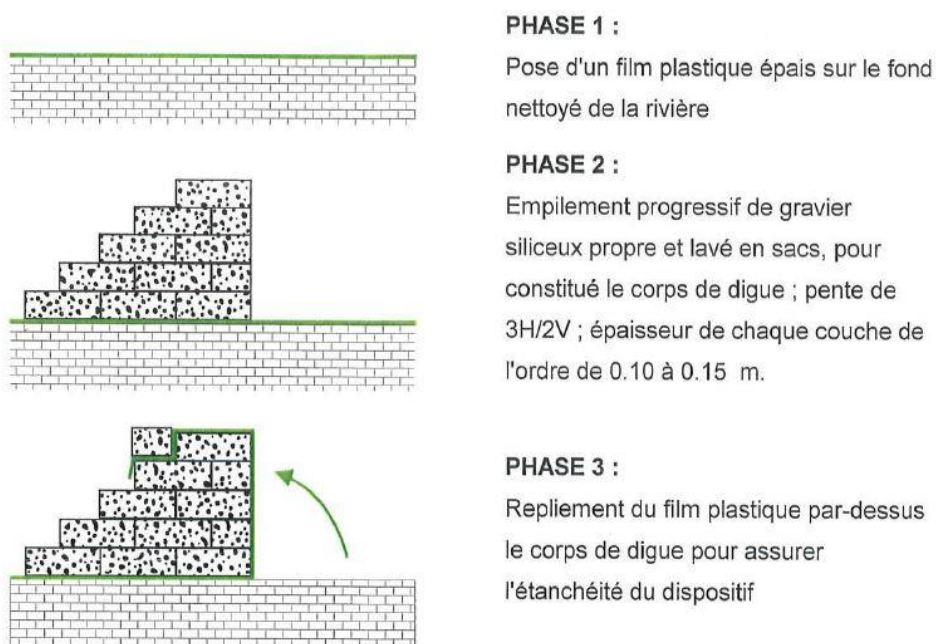 PHASE 1 :
Pose d'un film plastique épais sur le fond
nettoyé de la rivière
PHASE 2 :
Empilement progressif de gravier
siliceux propre et lavé en sacs, pour
constitué le corps de digue ; pente de
3H/2V ; épaisseur de chaque couche de
l'ordre de 0.10 à 0.15 m.
PHASE 3 :
Repliement du film plastique par-dessus
le corps de digue pour assurer
l'étanchéité du dispositif